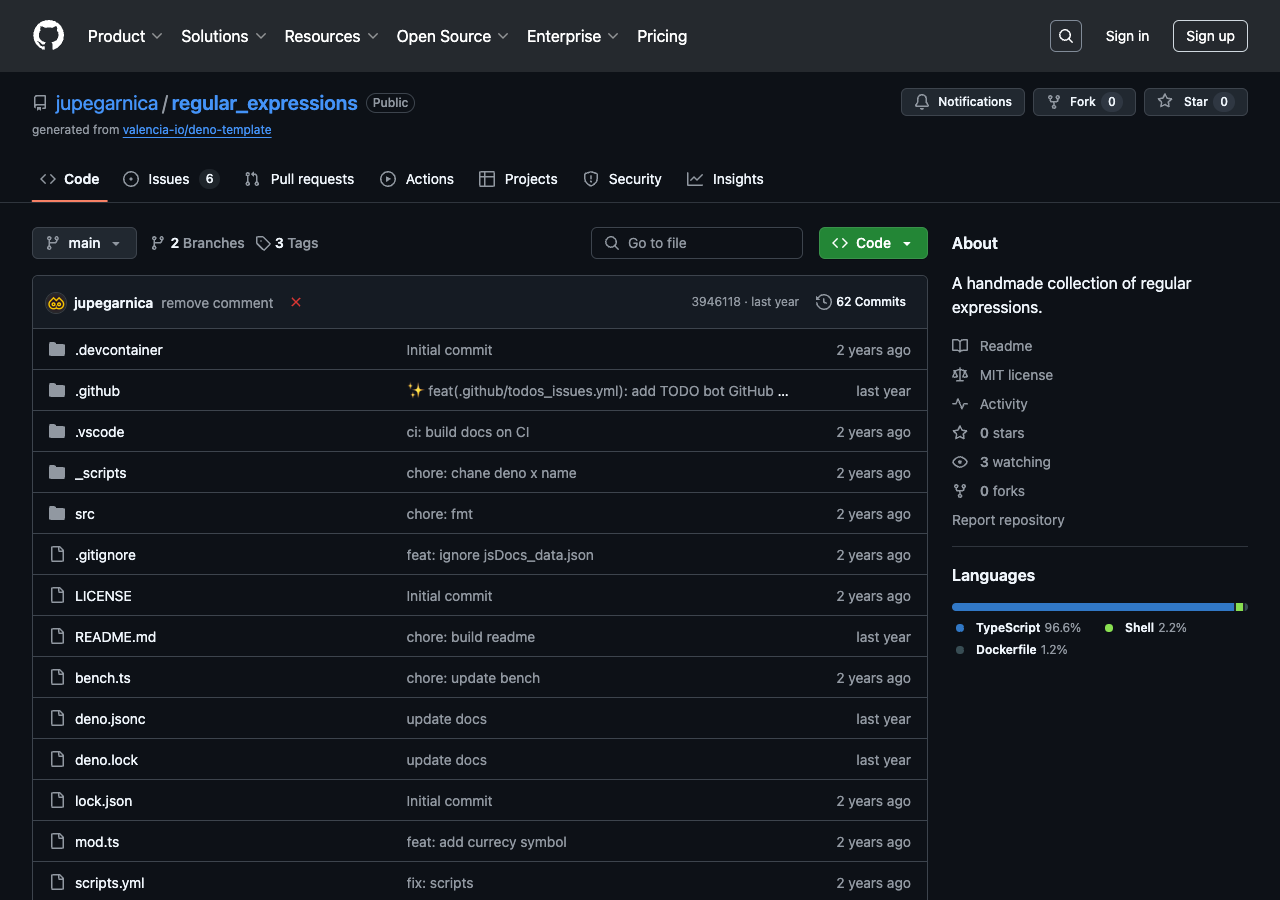 Product Solutions Resources Open Source Enterprise Pricing Sign in Sign up
jupegarnica / regular_expressions Public Notifications Fork 0 Star 0
generated from valencia-io/deno-template
Code Issues 6 Pull requests Actions Projects Security Insights
main 2 Branches 3 Tags Go to file Code
jupegarnica remove comment 3946118 · last year 62 Commits
.devcontainer Initial commit 2 years ago
.github ✨ feat(.github/todos_issues.yml): add TODO bot GitHub ... last year
.vscode ci: build docs on CI 2 years ago
_scripts chore: chane deno x name 2 years ago
src chore: fmt 2 years ago
.gitignore feat: ignore jsDocs_data.json 2 years ago
LICENSE Initial commit 2 years ago
README.md chore: build readme last year
bench.ts chore: update bench 2 years ago
deno.jsonc update docs last year
deno.lock update docs last year
lock.json Initial commit 2 years ago
mod.ts feat: add currecy symbol 2 years ago
scripts.yml fix: scripts 2 years ago
About
A handmade collection of regular
expressions.
Readme
MIT license
Activity
0 stars
3 watching
0 forks
Report repository
Languages
TypeScript 96.6% Shell 2.2%
Dockerfile 1.2%